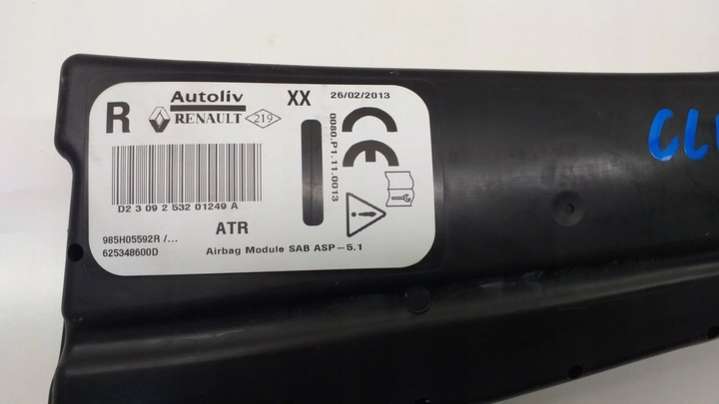 R
Autoliv
RENAULT 219
XX
26/02/2013
0080.P1.11.0013
CE
D2 3 09 2 532 01249 A
ATR
985H05592R /...
625348600D
Airbag Module SAB ASP-5.1
CLI